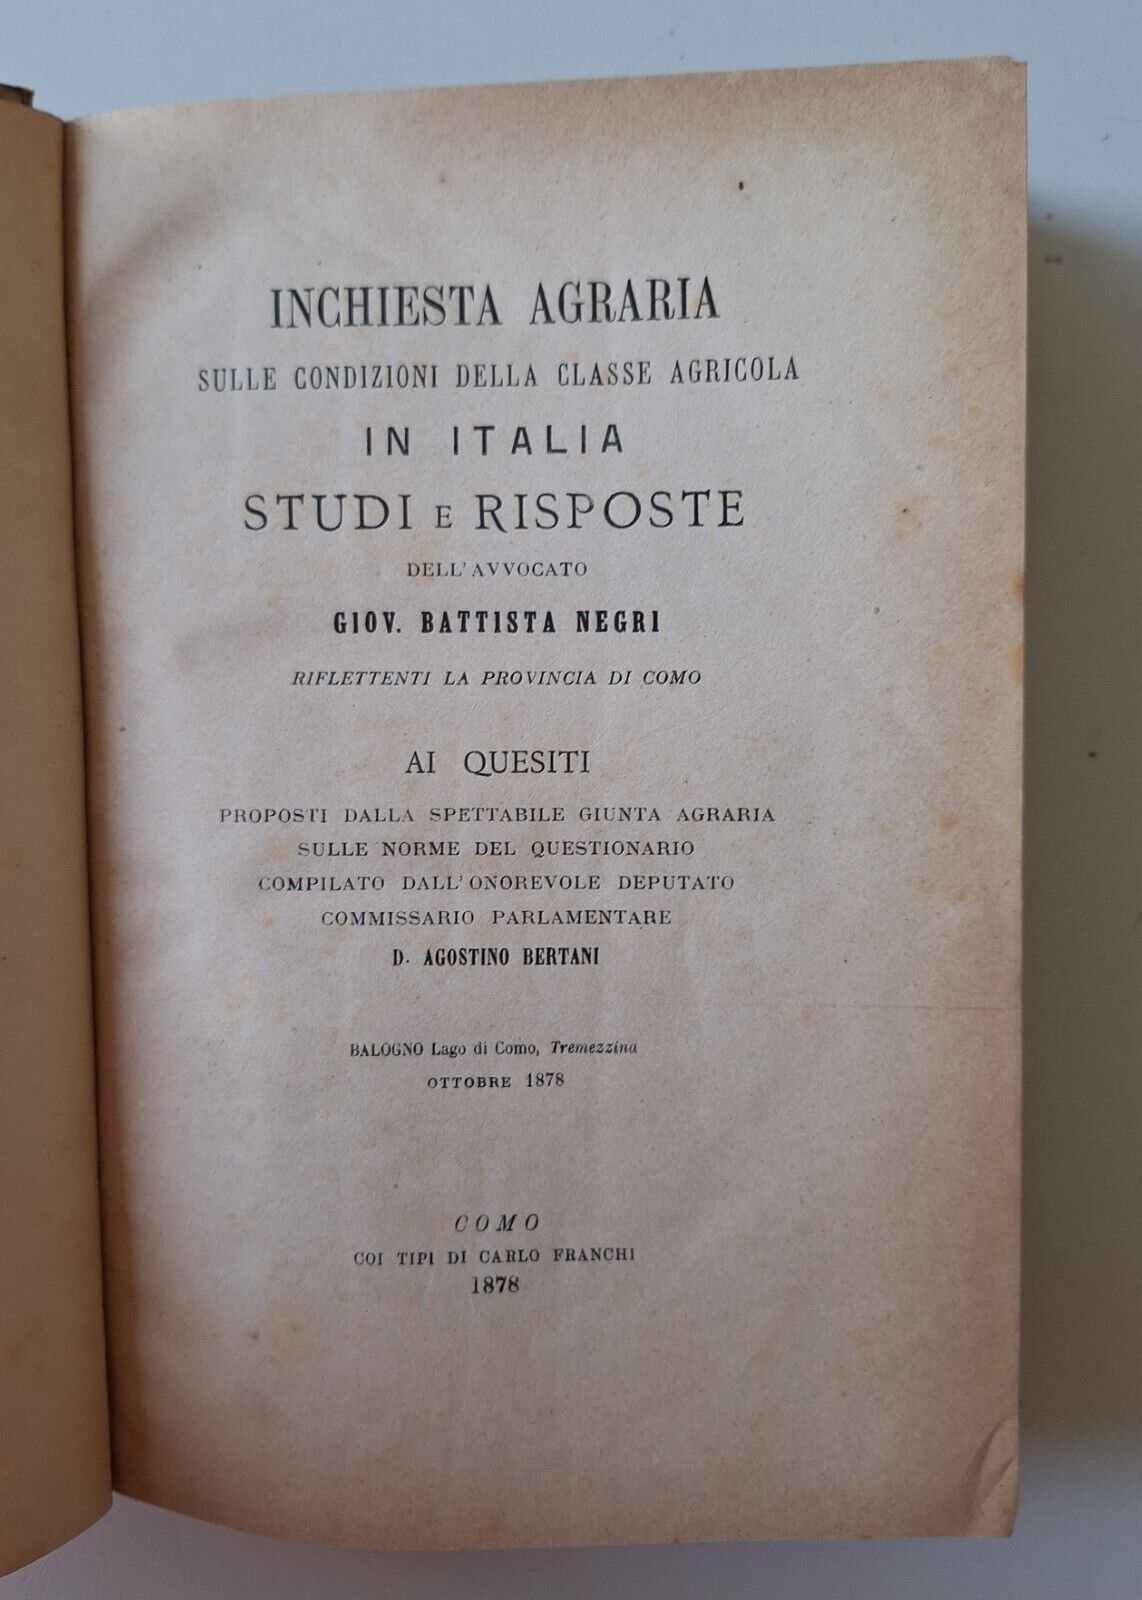 INCHIESTA AGRARIA
SULLE CONDIZIONI DELLA CLASSE AGRICOLA
IN ITALIA
STUDI E RISPOSTE
DELL'AVVOCATO
GIOV. BATTISTA NEGRI
RIFLETTENTI LA PROVINCIA DI COMO
AI QUESITI
PROPOSTI DALLA SPETTABILE GIUNTA AGRARIA
SULLE NORME DEL QUESTIONARIO
COMPILATO DALL'ONOREVOLE DEPUTATO
COMMISSARIO PARLAMENTARE
D. AGOSTINO BERTANI
BALOGNO Lago di Como, Tremezzina
OTTOBRE 1878
COMO
COI TIPI DI CARLO FRANCHI
1878